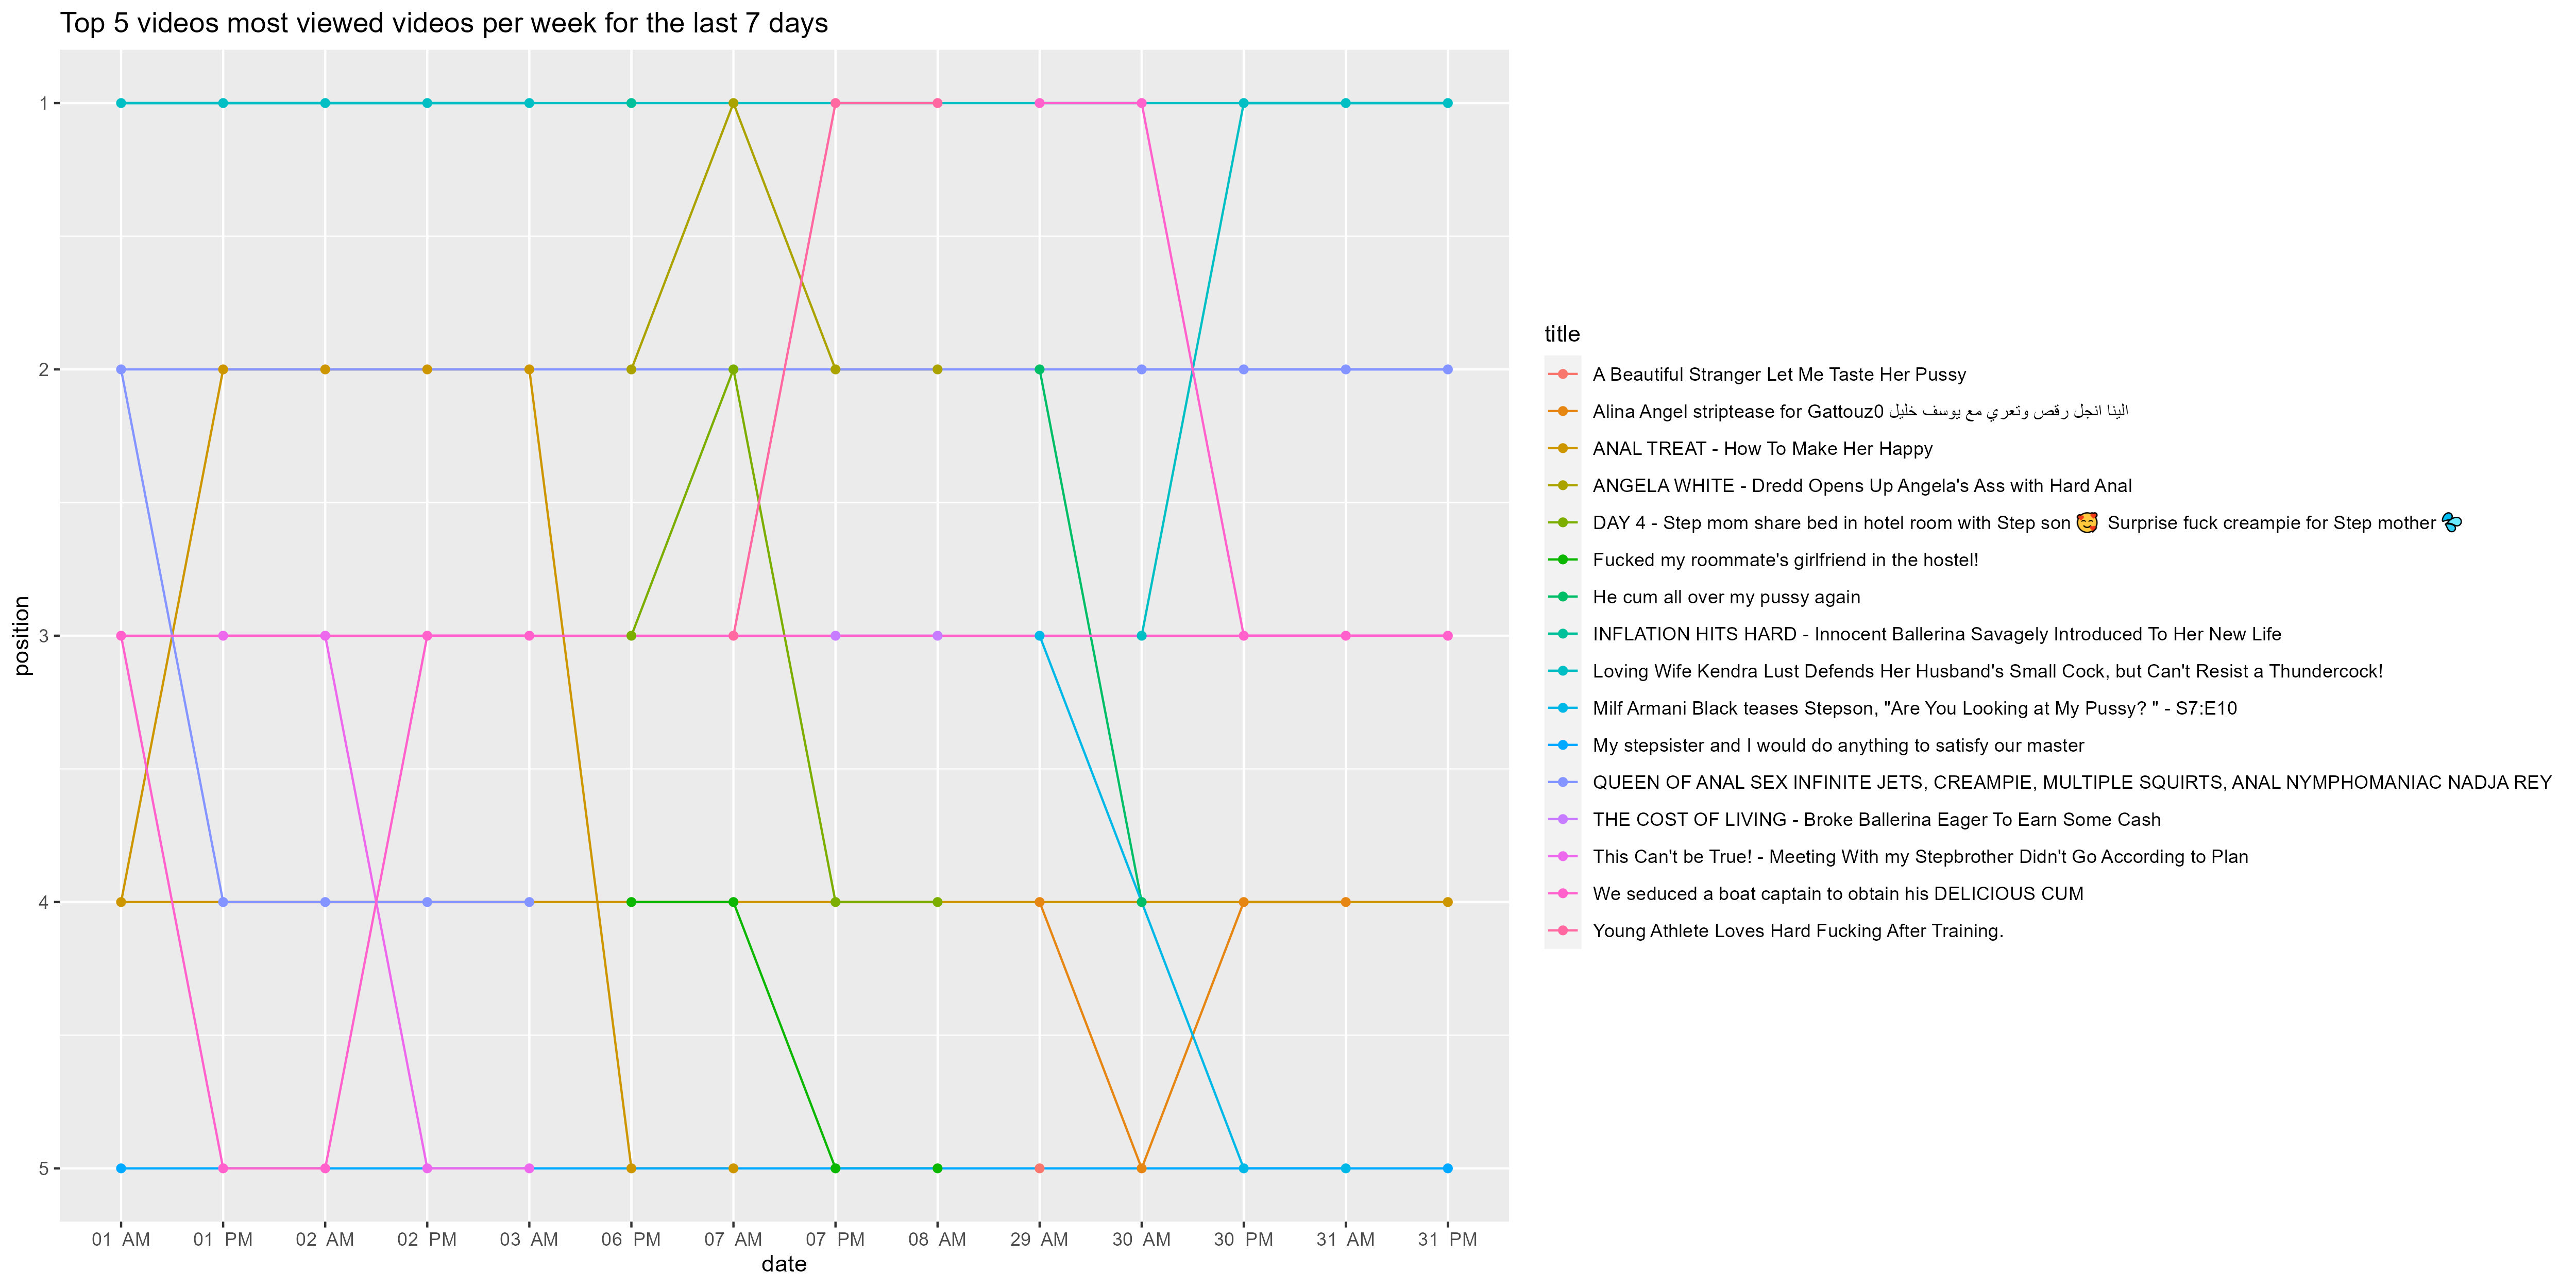 Top 5 videos most viewed videos per week for the last 7 days
position
1
2
3
4
5
01 AM
01 PM
02 AM
02 PM
03 AM
06 PM
07 AM
07 PM
08 AM
29 AM
30 AM
30 PM
31 AM
31 PM
date
title
A Beautiful Stranger Let Me Taste Her Pussy
Alina Angel striptease for Gattouz0 الينا انجل رقص وتعري مع يوسف خليل
ANAL TREAT - How To Make Her Happy
ANGELA WHITE - Dredd Opens Up Angela's Ass with Hard Anal
DAY 4 - Step mom share bed in hotel room with Step son 🥰 Surprise fuck creampie for Step mother 💦
Fucked my roommate's girlfriend in the hostel!
He cum all over my pussy again
INFLATION HITS HARD - Innocent Ballerina Savagely Introduced To Her New Life
Loving Wife Kendra Lust Defends Her Husband's Small Cock, but Can't Resist a Thundercock!
Milf Armani Black teases Stepson, "Are You Looking at My Pussy? " - S7:E10
My stepsister and I would do anything to satisfy our master
QUEEN OF ANAL SEX INFINITE JETS, CREAMPIE, MULTIPLE SQUIRTS, ANAL NYMPHOMANIAC NADJA REY
THE COST OF LIVING - Broke Ballerina Eager To Earn Some Cash
This Can't be True! - Meeting With my Stepbrother Didn't Go According to Plan
We seduced a boat captain to obtain his DELICIOUS CUM
Young Athlete Loves Hard Fucking After Training.